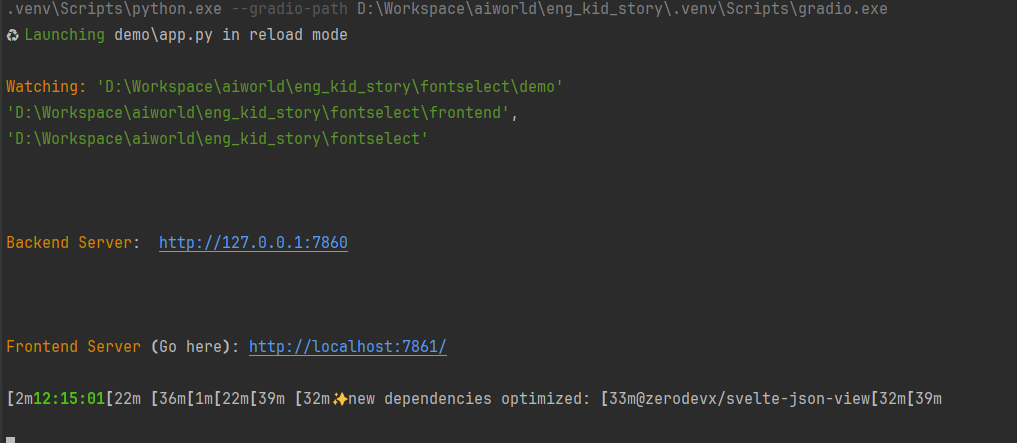 .venv\Scripts\python.exe --gradio-path D:\Workspace\aiworld\eng_kid_story\.venv\Scripts\gradio.exe
♻ Launching demo\app.py in reload mode
Watching: 'D:\Workspace\aiworld\eng_kid_story\fontselect\demo'
'D:\Workspace\aiworld\eng_kid_story\fontselect\frontend',
'D:\Workspace\aiworld\eng_kid_story\fontselect'
Backend Server:  http://127.0.0.1:7860
Frontend Server (Go here): http://localhost:7861/
[2m12:15:01[22m [36m[1m[22m[39m [32m✨new dependencies optimized: [33m@zerodevx/svelte-json-view[32m[39m